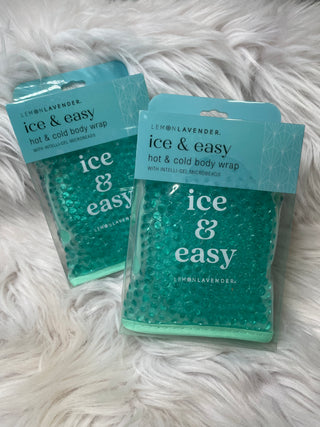 LEMONLAVENDER.
ice & easy
hot & cold body wrap
WITH INTELLI-GEL MICROBEADS
ice
&
easy
LEMONLAVENDER.
LEMONLAVENDER.
ice & easy
hot & cold body wrap
WITH INTELLI-GEL MICROBEADS
ice
&
easy
LEMONLAVENDER.